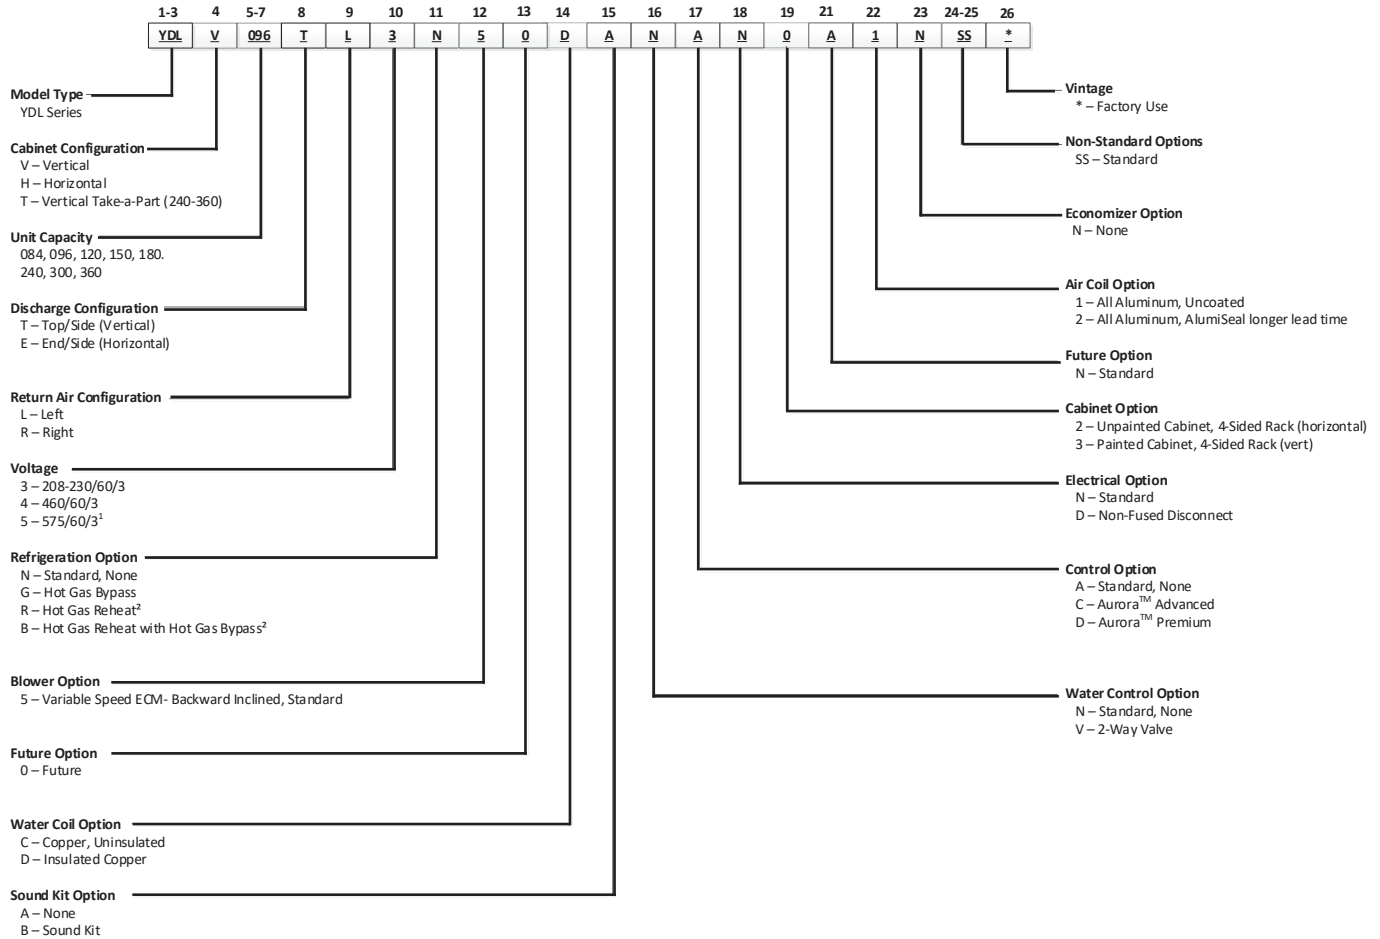 1-3 4 5-7 8 9 10 11 12 13 14 15 16 17 18 19 21 22 23 24-25 26
YDL V 096 T L 3 N 5 0 D A N A N 0 A 1 N SS *
Model Type
YDL Series
Cabinet Configuration
V – Vertical
H – Horizontal
T – Vertical Take-a-Part (240-360)
Unit Capacity
084, 096, 120, 150, 180.
240, 300, 360
Discharge Configuration
T – Top/Side (Vertical)
E – End/Side (Horizontal)
Return Air Configuration
L – Left
R – Right
Voltage
3 – 208-230/60/3
4 – 460/60/3
5 – 575/60/3¹
Refrigeration Option
N – Standard, None
G – Hot Gas Bypass
R – Hot Gas Reheat²
B – Hot Gas Reheat with Hot Gas Bypass²
Blower Option
5 – Variable Speed ECM- Backward Inclined, Standard
Future Option
0 – Future
Water Coil Option
C – Copper, Uninsulated
D – Insulated Copper
Sound Kit Option
A – None
B – Sound Kit
Vintage
* – Factory Use
Non-Standard Options
SS – Standard
Economizer Option
N – None
Air Coil Option
1 – All Aluminum, Uncoated
2 – All Aluminum, AlumiSeal longer lead time
Future Option
N – Standard
Cabinet Option
2 – Unpainted Cabinet, 4-Sided Rack (horizontal)
3 – Painted Cabinet, 4-Sided Rack (vert)
Electrical Option
N – Standard
D – Non-Fused Disconnect
Control Option
A – Standard, None
C – Aurora™ Advanced
D – Aurora™ Premium
Water Control Option
N – Standard, None
V – 2-Way Valve